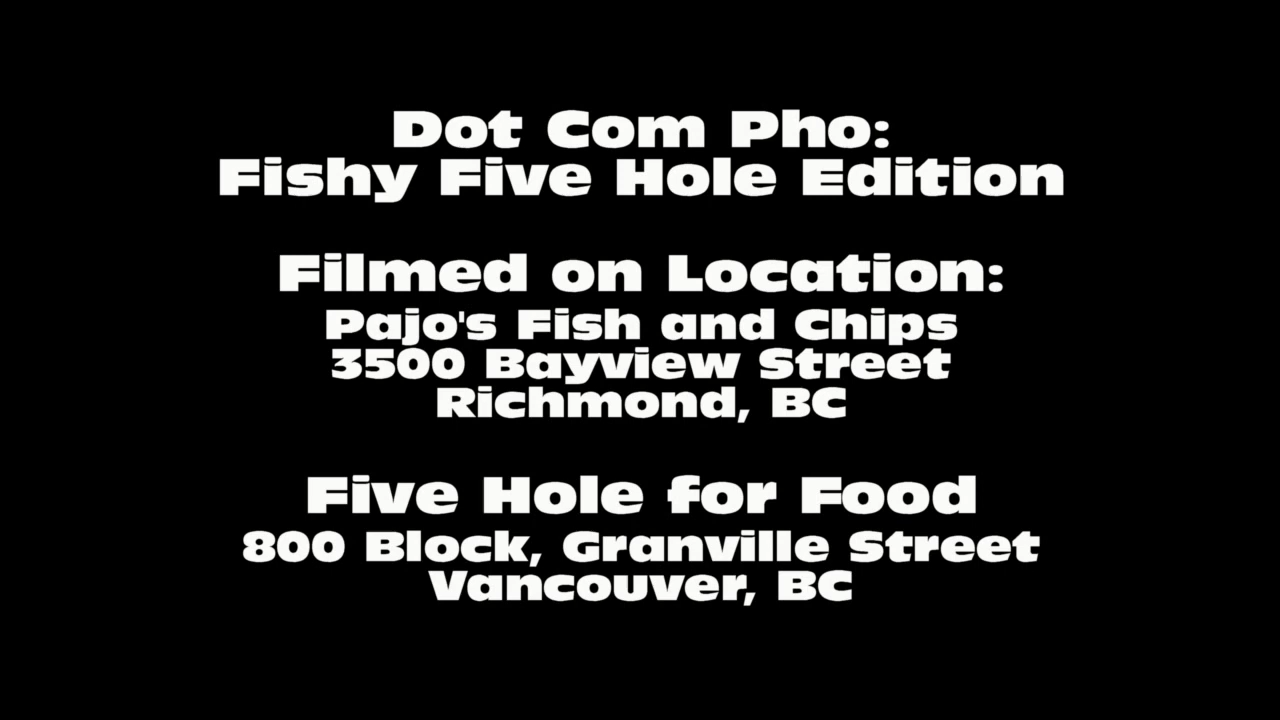 Dot Com Pho:
Fishy Five Hole Edition
Filmed on Location:
Pajo's Fish and Chips
3500 Bayview Street
Richmond, BC
Five Hole for Food
800 Block, Granville Street
Vancouver, BC